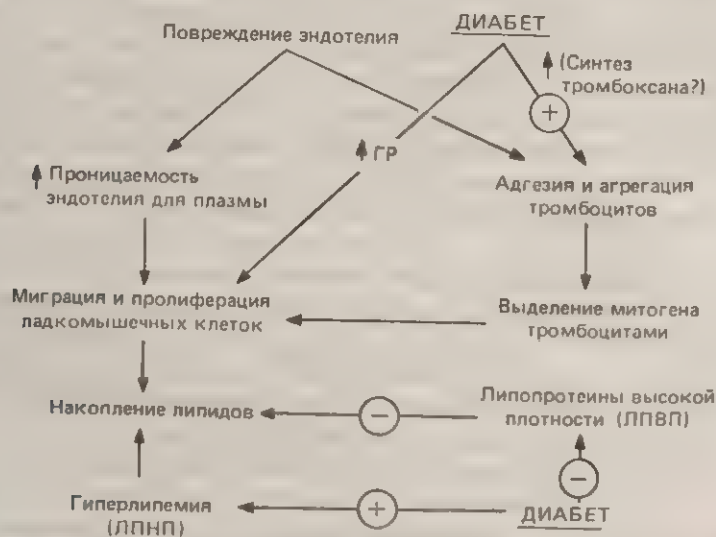 Повреждение эндотелия
ДИАБЕТ
(Синтез
тромбоксана?)
+
ГР
Проницаемость
эндотелия для плазмы
Адгезия и агрегация
тромбоцитов
Миграция и пролиферация
ладкомышечных клеток
Выделение митогена
тромбоцитами
Накопление липидов
−
Липопротеины высокой
плотности (ЛПВП)
−
Гиперлипемия
(ЛПНП)
+
ДИАБЕТ